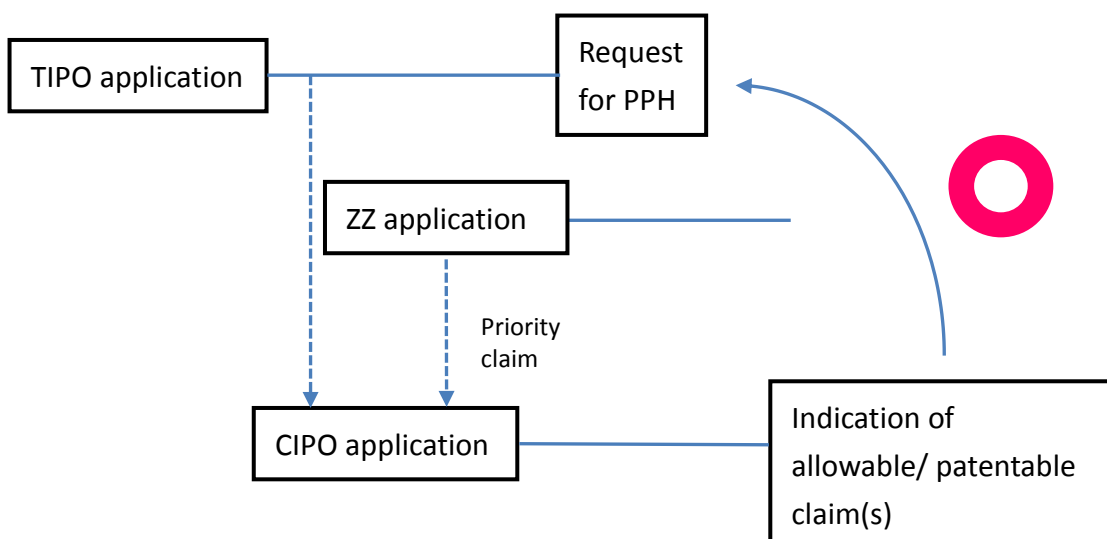 TIPO application
Request
for PPH
ZZ application
Priority
claim
CIPO application
Indication of
allowable/ patentable
claim(s)